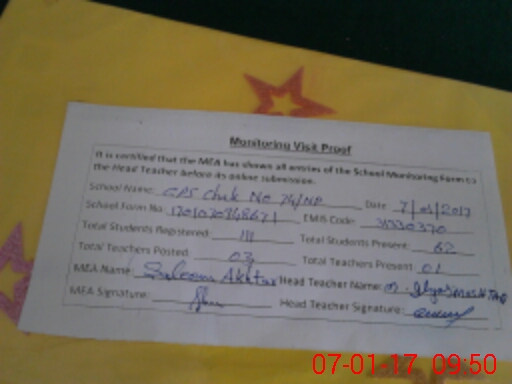 Monitoring Visit Proof
It is certified that the MEA has shown all entries of the School Monitoring Form to
the Head Teacher before its online submission.
School Name: GPS Chak No 74/NP Date 7/01/2017
School Form No: EMIS Code:
Total Students Registered: 111 Total Students Present: 62
Total Teachers Posted 03 Total Teachers Present 01
MEA Name: Saleem Akhtar Head Teacher Name: M.
MEA Signature: Head Teacher Signature:
07-01-17 09:50